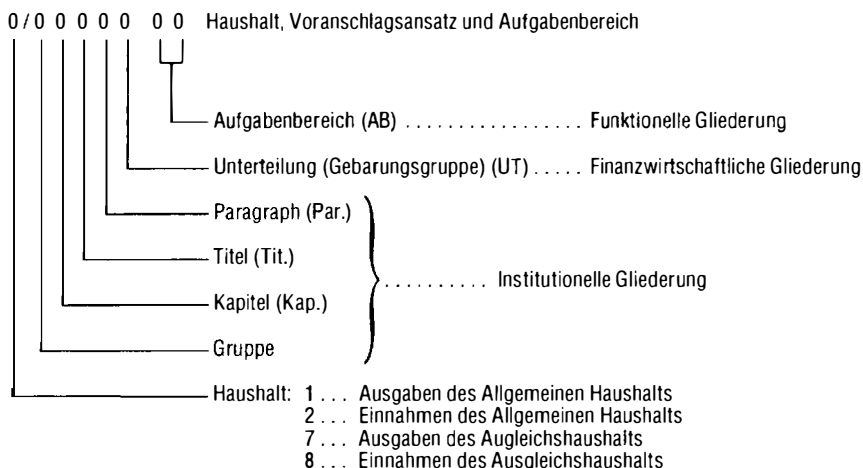 0/0 0 0 0 0 0 0 Haushalt, Voranschlagsansatz und Aufgabenbereich
Aufgabenbereich (AB) . . . . . . . . . . . . . . . . . Funktionelle Gliederung
Unterteilung (Gebarungsgruppe) (UT) . . . . . Finanzwirtschaftliche Gliederung
Paragraph (Par.)
Titel (Tit.)
. . . . . . . . . . Institutionelle Gliederung
Kapitel (Kap.)
Gruppe
Haushalt: 1 . . . Ausgaben des Allgemeinen Haushalts
2 . . . Einnahmen des Allgemeinen Haushalts
7 . . . Ausgaben des Augleichshaushalts
8 . . . Einnahmen des Ausgleichshaushalts